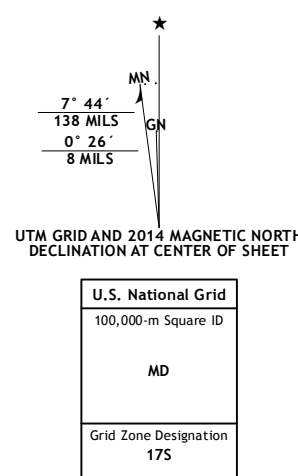 ★
MN
7° 44´
138 MILS
GN
0° 26´
8 MILS
UTM GRID AND 2014 MAGNETIC NORTH
DECLINATION AT CENTER OF SHEET
U.S. National Grid
100,000-m Square ID
MD
Grid Zone Designation
17S